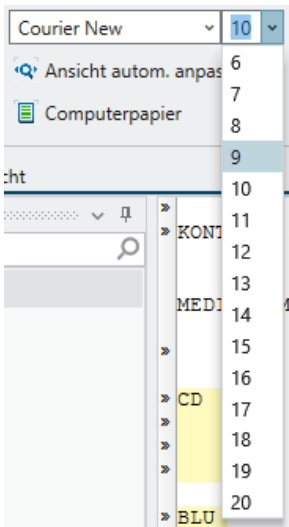 Courier New
10
Ansicht autom. anpas
Computerpapier
cht
6
7
8
9
10
11
12
13
14
15
16
17
18
19
20
KONT
MEDI
M
CD
BLU